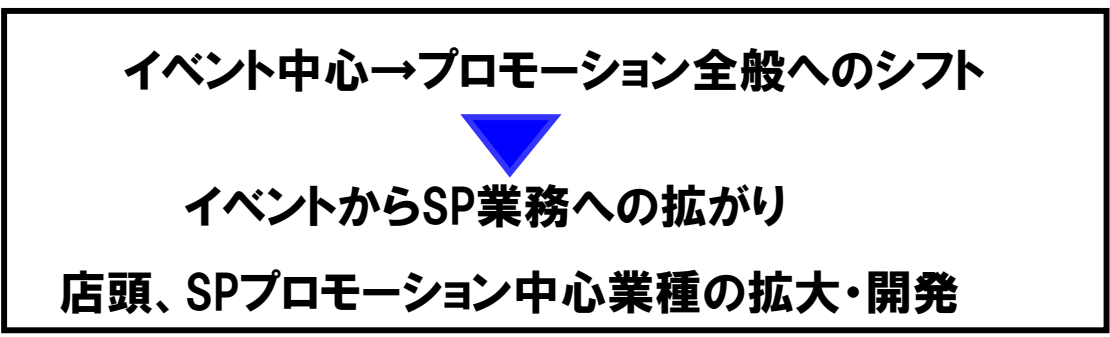 イベント中心→プロモーション全般へのシフト
イベントからSP業務への拡がり
店頭、SPプロモーション中心業種の拡大・開発